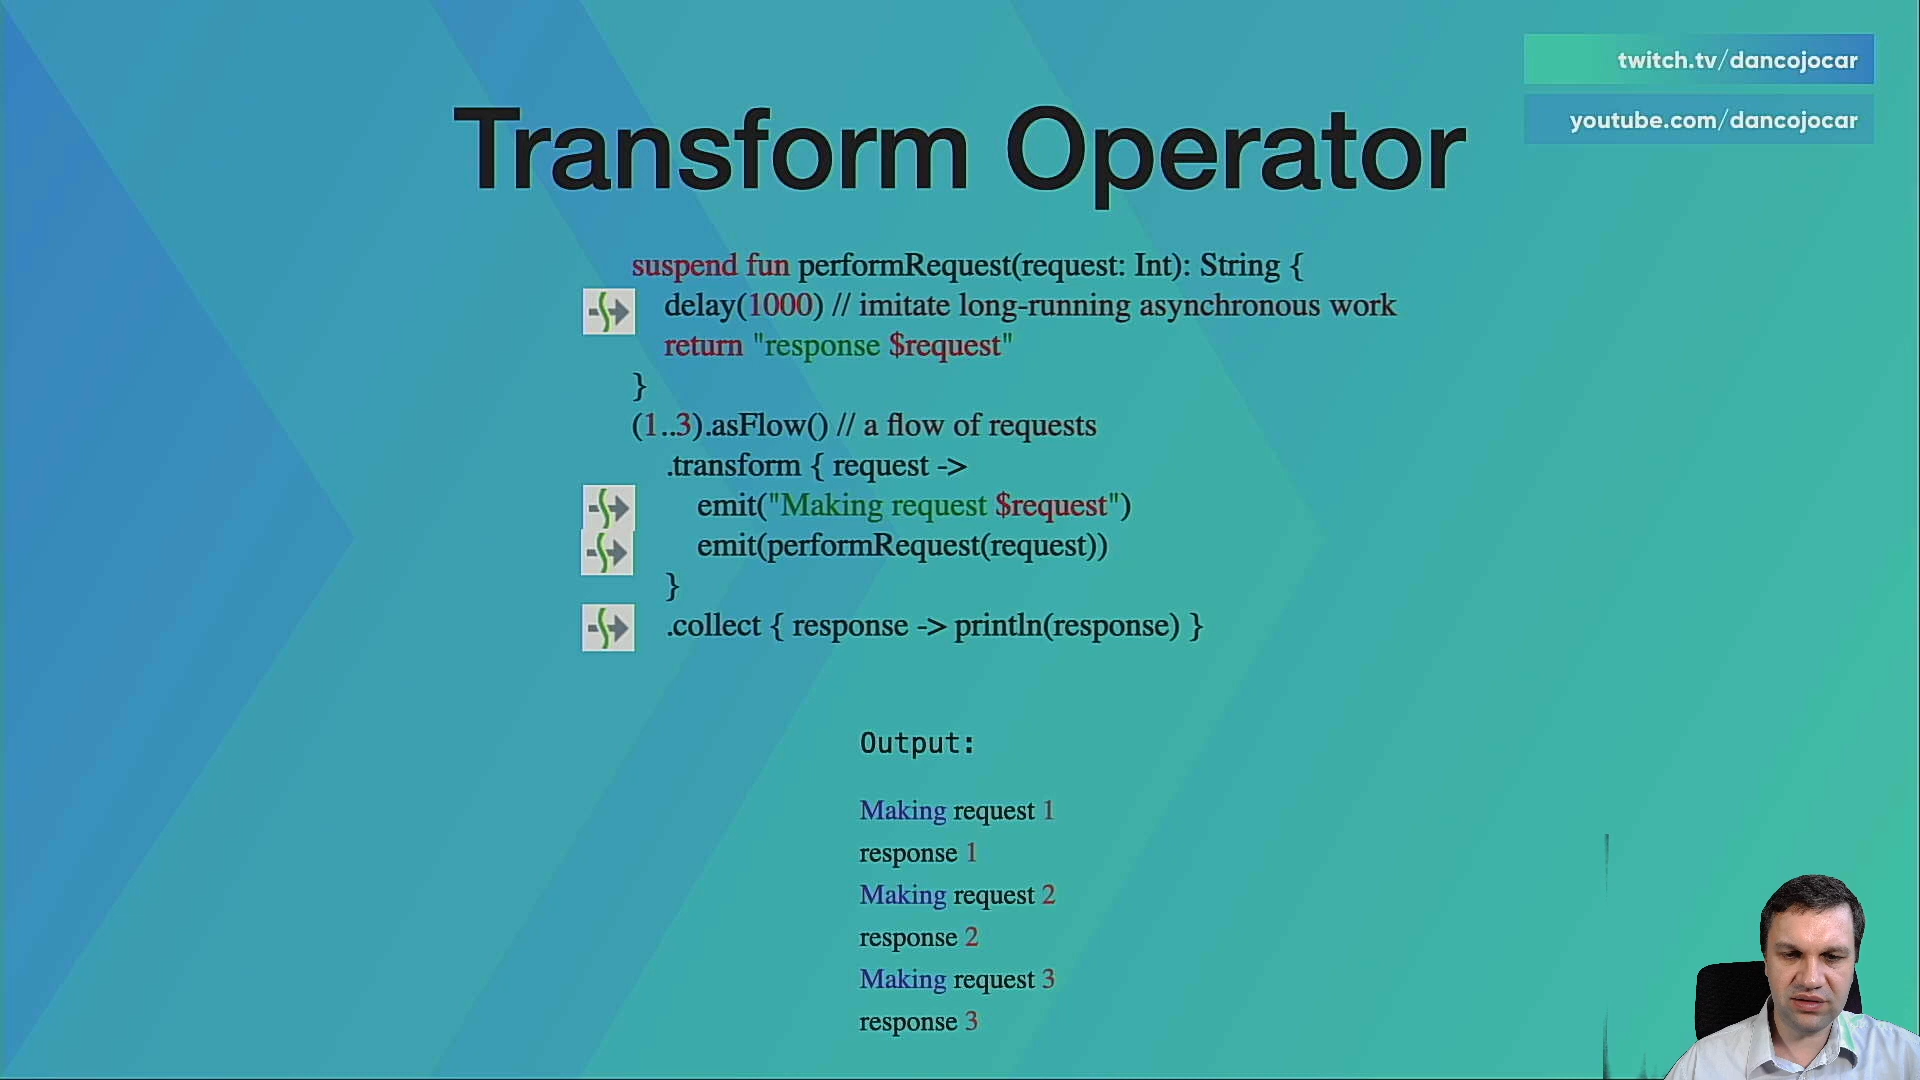 twitch.tv/dancojocar
youtube.com/dancojocar
Transform Operator
suspend fun performRequest(request: Int): String {
delay(1000) // imitate long-running asynchronous work
return "response $request"
}
(1..3).asFlow() // a flow of requests
.transform { request ->
emit("Making request $request")
emit(performRequest(request))
}
.collect { response -> println(response) }
Output:
Making request 1
response 1
Making request 2
response 2
Making request 3
response 3